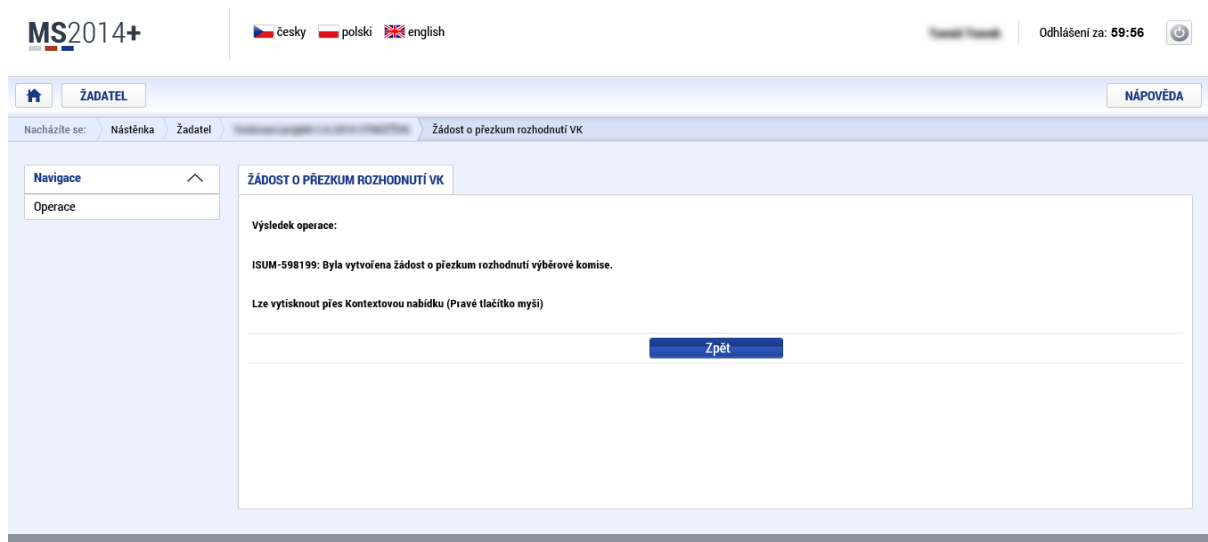 MS2014+
česky polski english
Odhlášení za: 59:56
ŽADATEL
NÁPOVĚDA
Nacházíte se: Nástěnka Žadatel Žádost o přezkum rozhodnutí VK
Navigace
Operace
ŽÁDOST O PŘEZKUM ROZHODNUTÍ VK
Výsledek operace:
ISUM-598199: Byla vytvořena žádost o přezkum rozhodnutí výběrové komise.
Lze vytisknout přes Kontextovou nabídku (Pravé tlačítko myši)
Zpět